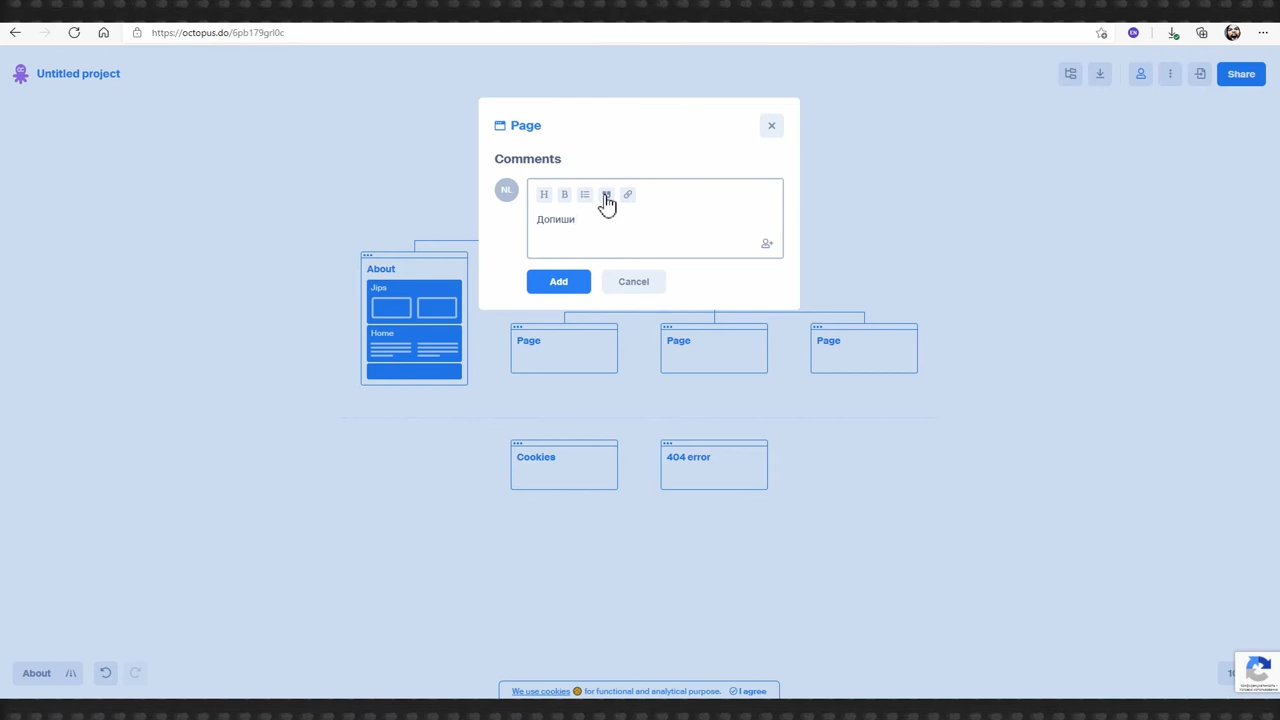 https://octopus.do/6pb179grl0c
EN
Untitled project
Share
Page
Comments
NL
H B
Допиши
Add Cancel
About
Jips
Home
Page Page Page
Cookies 404 error
About
We use cookies for functional and analytical purpose. I agree